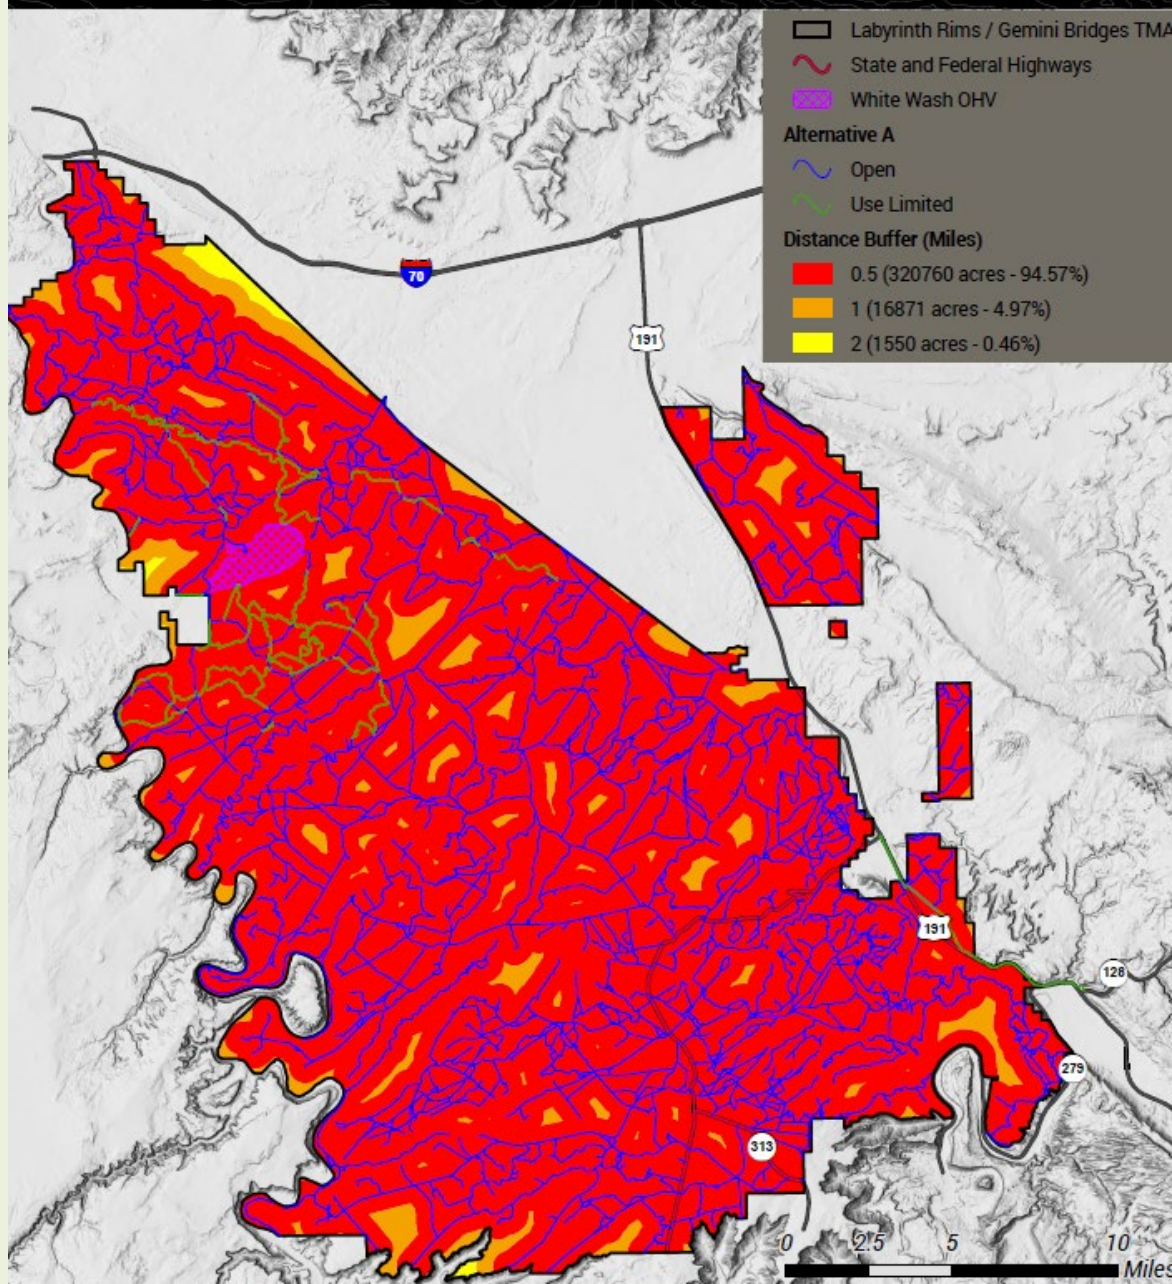 Labyrinth Rims / Gemini Bridges TMA
State and Federal Highways
White Wash OHV
Alternative A
Open
Use Limited
Distance Buffer (Miles)
0.5 (320760 acres - 94.57%)
1 (16871 acres - 4.97%)
2 (1550 acres - 0.46%)
70
191
191
128
279
313
0 2.5 5 10
Miles